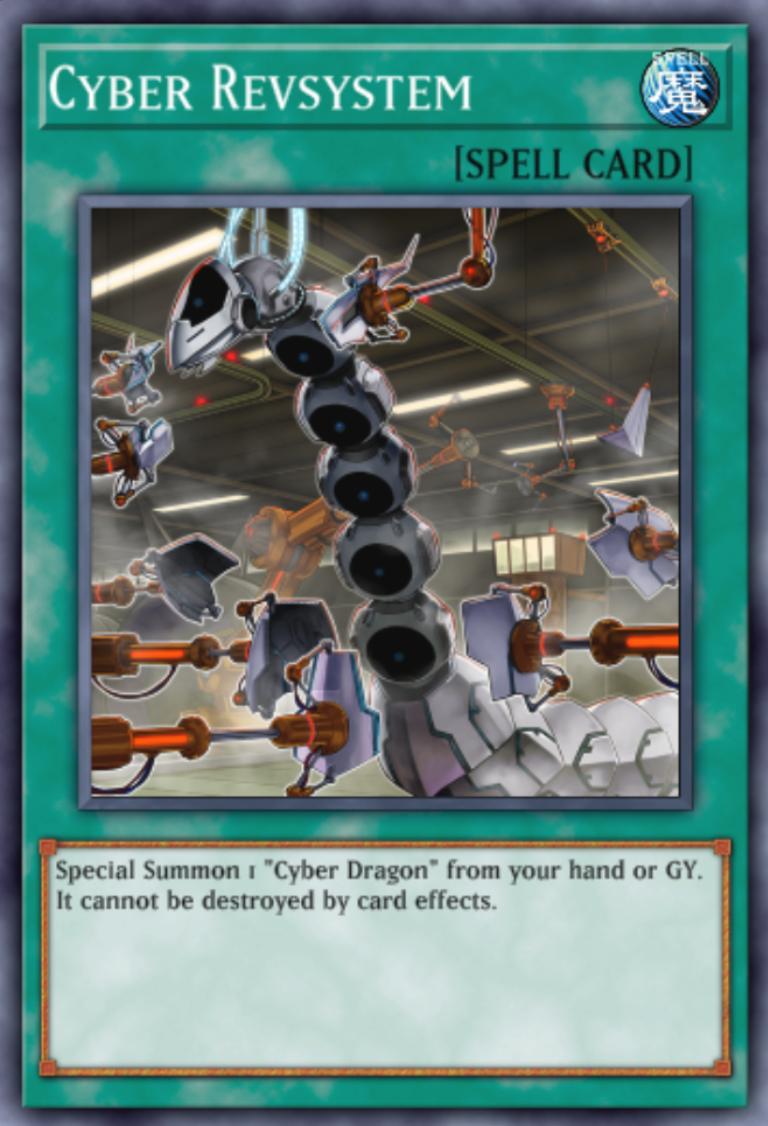 CYBER REVSYSTEM
SPELL
魔
[SPELL CARD]
Special Summon 1 "Cyber Dragon" from your hand or GY.
It cannot be destroyed by card effects.